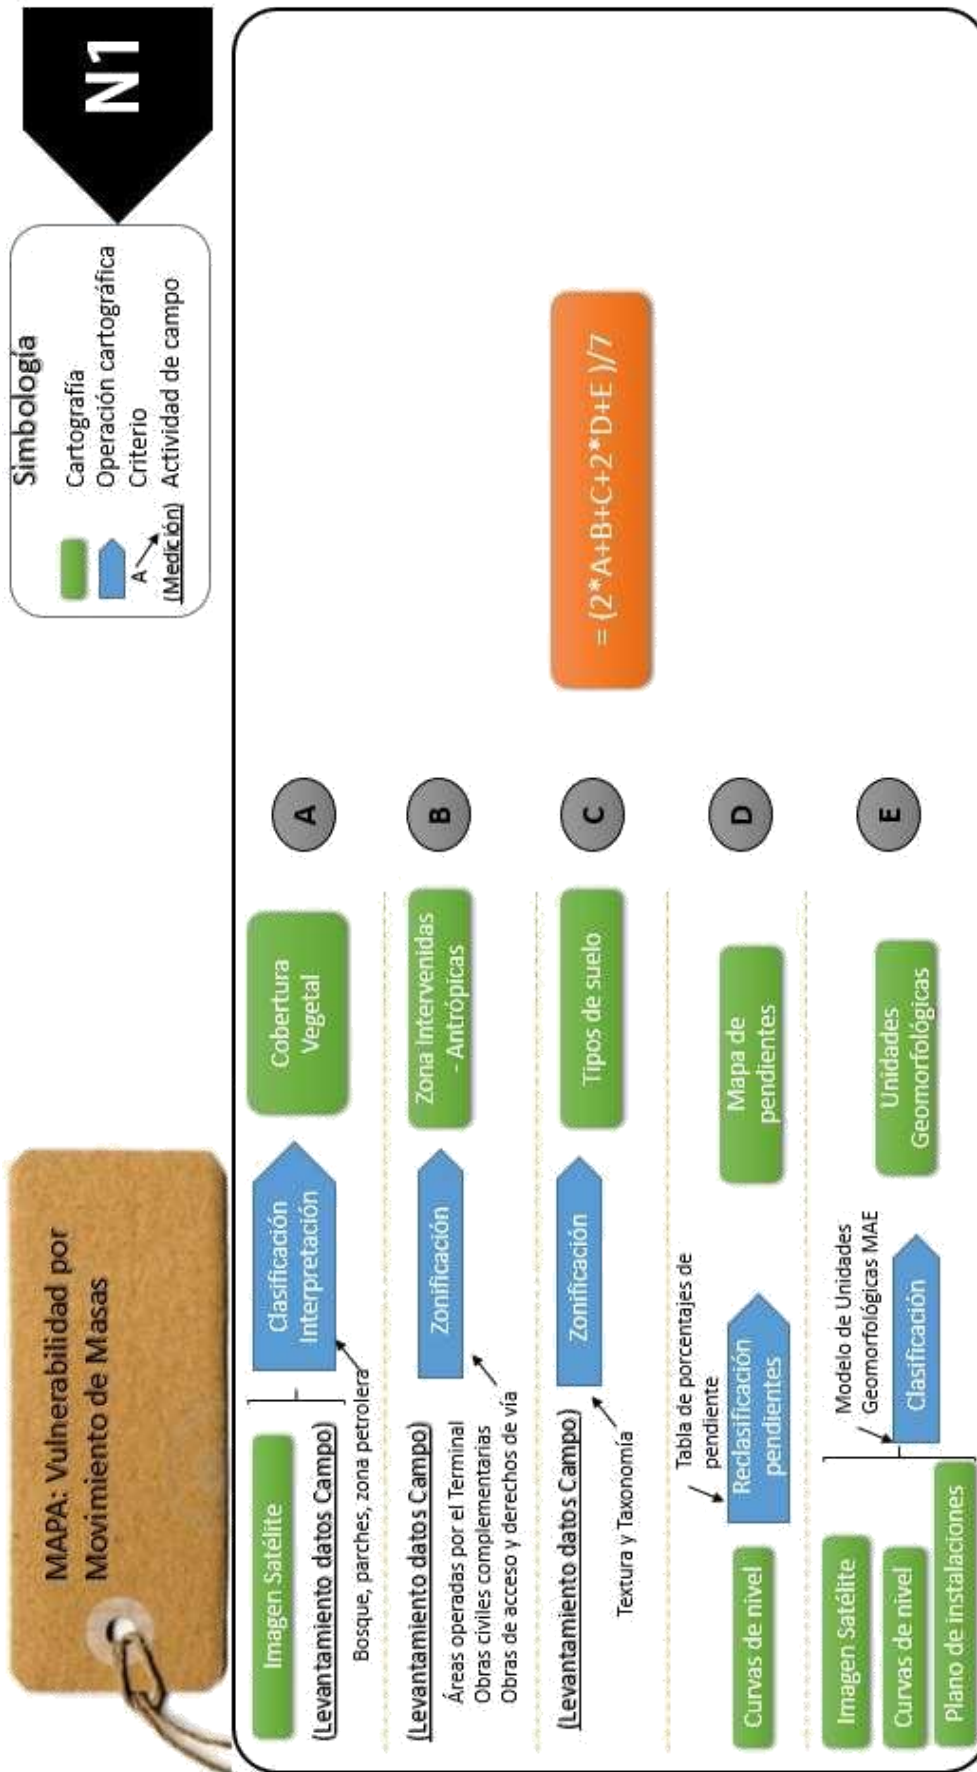 MAPA: Vulnerabilidad por
Movimiento de Masas
Simbología
Cartografía
Operación cartográfica
A Criterio
(Medición) Actividad de campo
N1
Imagen Satélite
(Levantamiento datos Campo)
Bosque, parches, zona petrolera
Clasificación
Interpretación
Cobertura
Vegetal
A
(Levantamiento datos Campo)
Áreas operadas por el Terminal
Obras civiles complementarias
Obras de acceso y derechos de vía
Zonificación
Zona Intervenidas
- Antrópicas
B
(Levantamiento datos Campo)
Textura y Taxonomía
Zonificación
Tipos de suelo
C
= (2*A+B+C+2*D+E )/7
Curvas de nivel
Tabla de porcentajes de
pendiente
Reclasificación
pendientes
Mapa de
pendientes
D
Imagen Satélite
Curvas de nivel
Plano de instalaciones
Modelo de Unidades
Geomorfológicas MAE
Clasificación
Unidades
Geomorfológicas
E